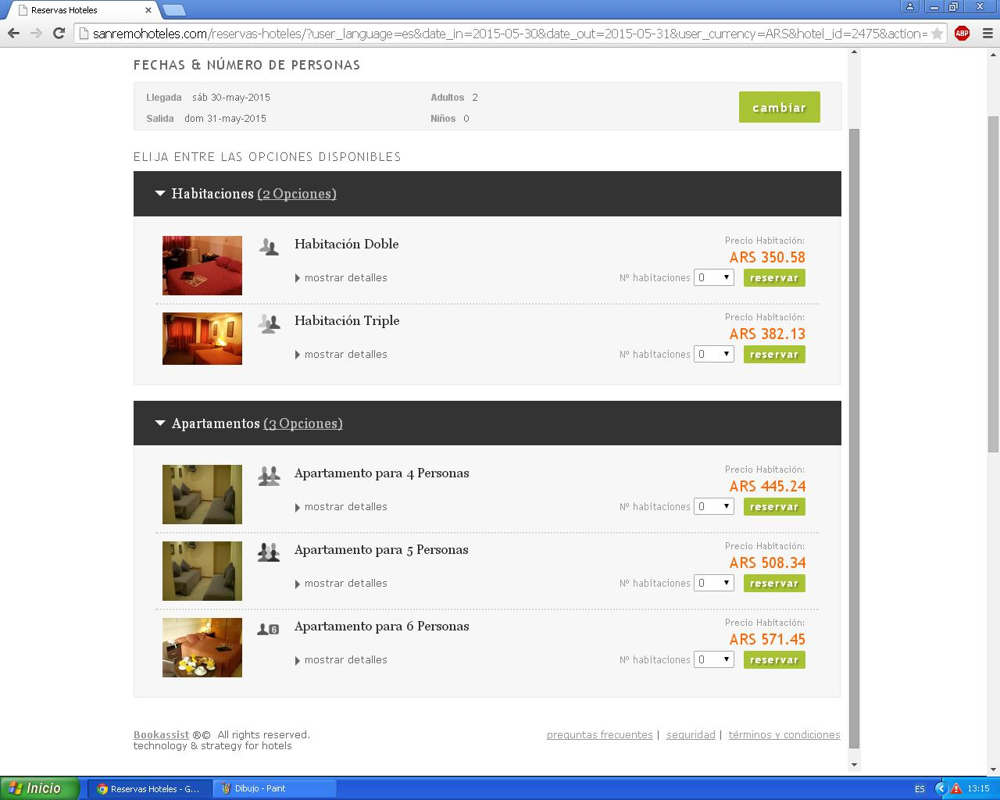 Reservas Hoteles
sanremohoteles.com/reservas-hoteles/?user_language=es&date_in=2015-05-30&date_out=2015-05-31&user_currency=ARS&hotel_id=2475&action=
ABP
FECHAS & NÚMERO DE PERSONAS
Llegada sáb 30-may-2015 Adultos 2
Salida dom 31-may-2015 Niños 0
cambiar
ELIJA ENTRE LAS OPCIONES DISPONIBLES
Habitaciones (2 Opciones)
Habitación Doble
Precio Habitación:
ARS 350.58
mostrar detalles Nº habitaciones 0 reservar
Habitación Triple
Precio Habitación:
ARS 382.13
mostrar detalles Nº habitaciones 0 reservar
Apartamentos (3 Opciones)
Apartamento para 4 Personas
Precio Habitación:
ARS 445.24
mostrar detalles Nº habitaciones 0 reservar
Apartamento para 5 Personas
Precio Habitación:
ARS 508.34
mostrar detalles Nº habitaciones 0 reservar
6 Apartamento para 6 Personas
Precio Habitación:
ARS 571.45
mostrar detalles Nº habitaciones 0 reservar
Bookassist ®© All rights reserved. preguntas frecuentes | seguridad | términos y condiciones
technology & strategy for hotels
Inicio Reservas Hoteles - G... Dibujo - Paint ES 13:15